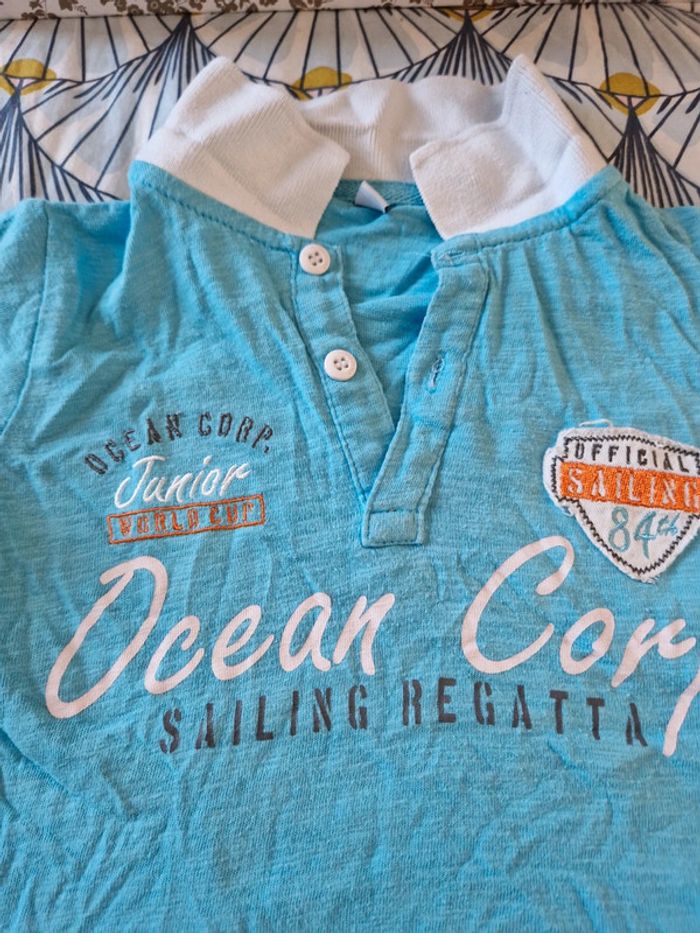 OCEAN CORP.
Junior
WORLD CUP
OFFICIAL
SAILING
84th
Ocean Corp
SAILING REGATTA